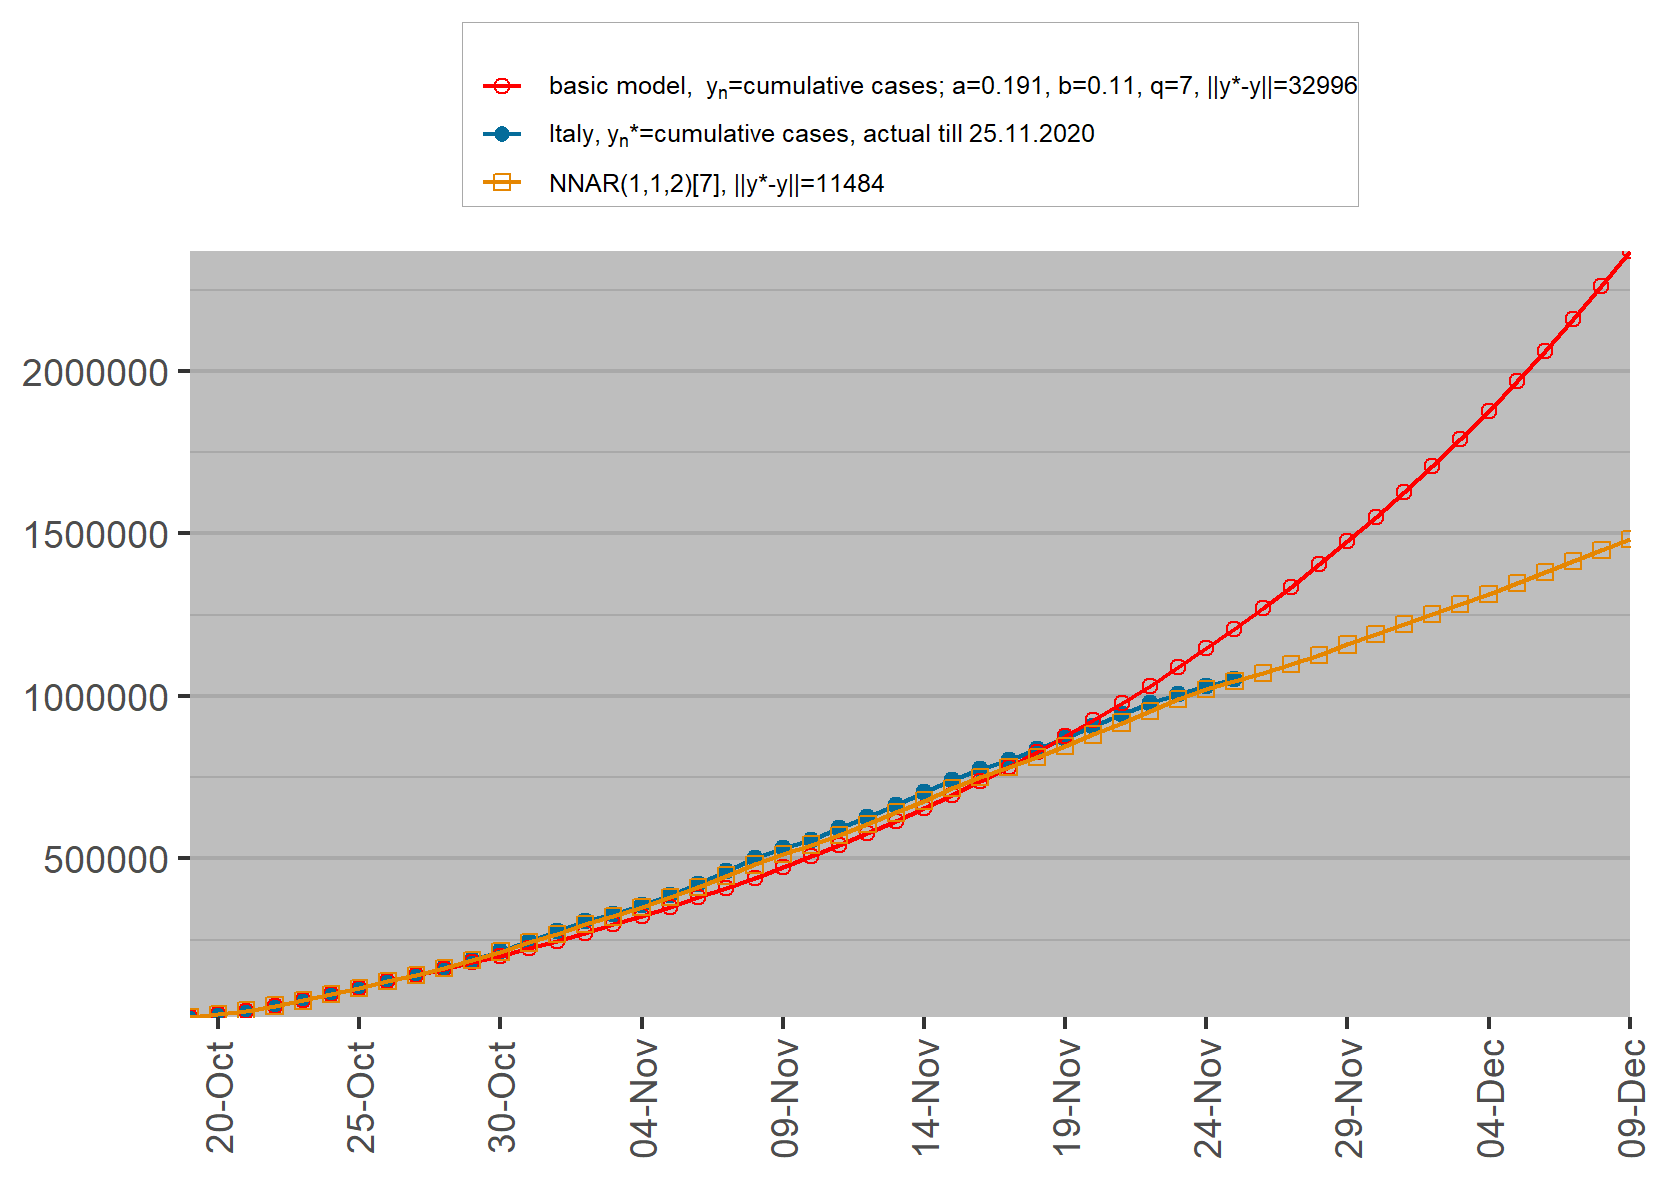 basic model, yn=cumulative cases; a=0.191, b=0.11, q=7, ||y*-y||=32996
Italy, yn*=cumulative cases, actual till 25.11.2020
NNAR(1,1,2)[7], ||y*-y||=11484
2000000
1500000
1000000
500000
20-Oct
25-Oct
30-Oct
04-Nov
09-Nov
14-Nov
19-Nov
24-Nov
29-Nov
04-Dec
09-Dec